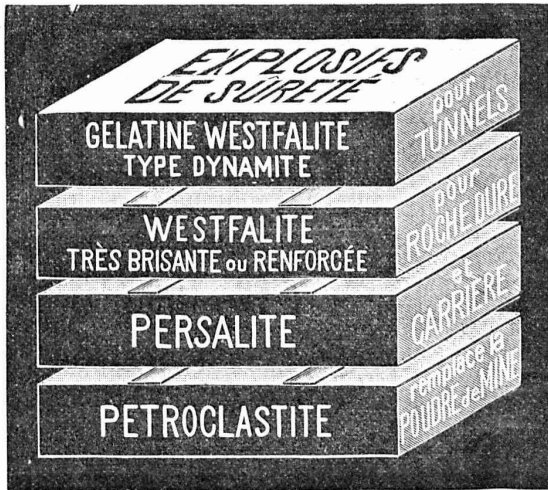 EXPLOSIFS
DE SÛRETÉ
GELATINE WESTFALITE
TYPE DYNAMITE
pour
TUNNELS
WESTFALITE
TRÈS BRISANTE ou RENFORCÉE
pour
ROCHE DURE
PERSALITE
et
CARRIÈRE
PETROCLASTITE
remplace la
POUDRE de MINE